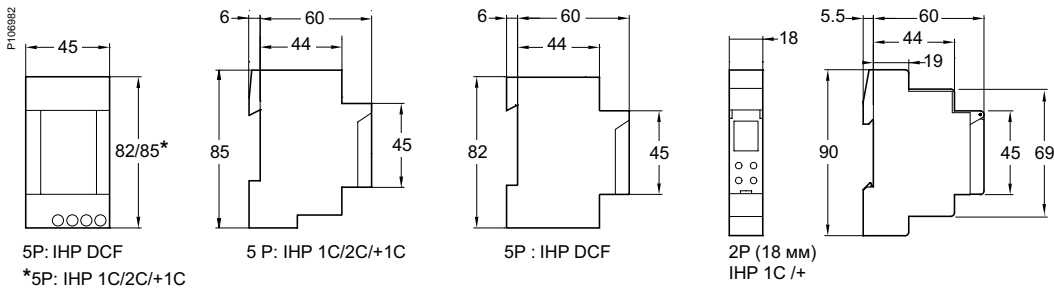 P106982
45
82/85*
5P: IHP DCF
*5P: IHP 1C/2C/+1C
6
60
44
85
45
5 P: IHP 1C/2C/+1C
6
60
44
82
45
5P : IHP DCF
18
2P (18 мм)
IHP 1C /+
5.5
60
44
19
90
45
69